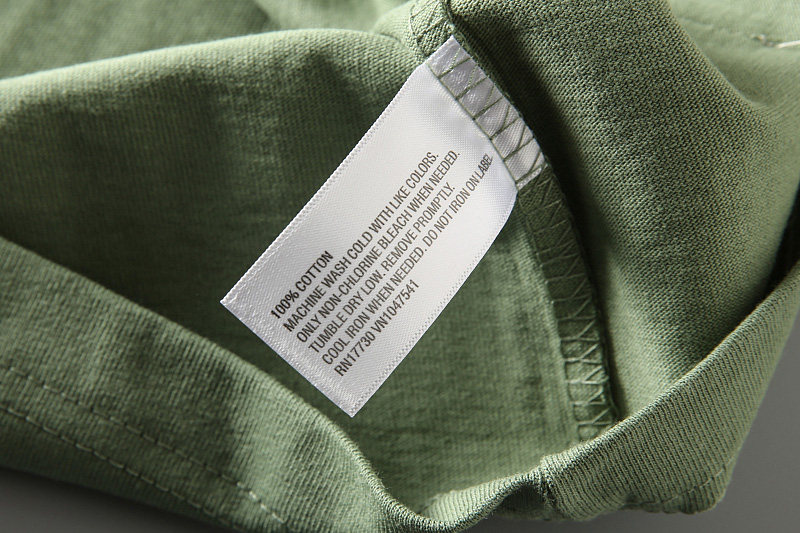 100% COTTON
MACHINE WASH COLD WITH LIKE COLORS.
ONLY NON-CHLORINE BLEACH WHEN NEEDED.
TUMBLE DRY LOW. REMOVE PROMPTLY.
COOL IRON WHEN NEEDED. DO NOT IRON ON LABEL
RN17730 VN1047541